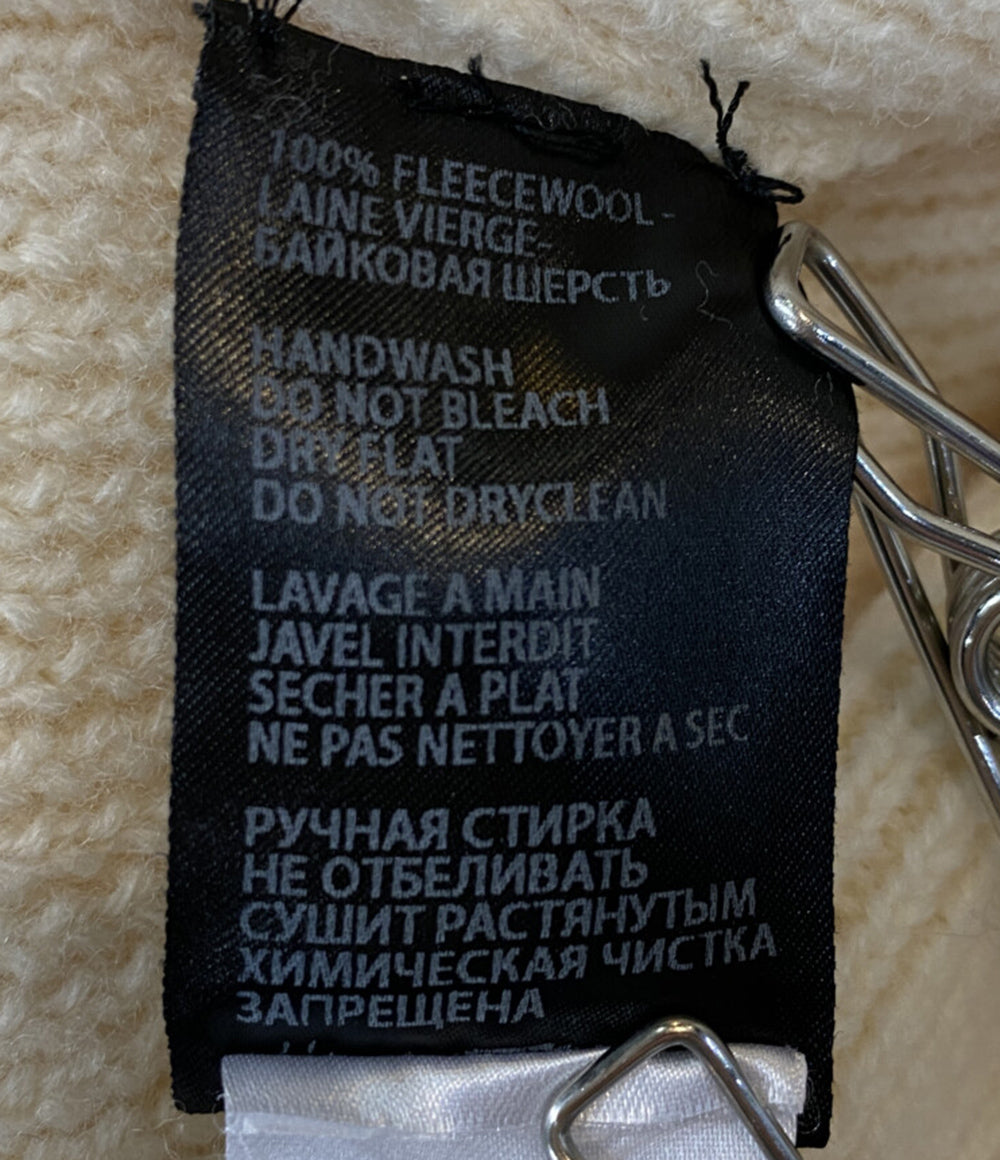 100% FLEECEWOOL-
LAINE VIERGE-
БАЙКОВАЯ ШЕРСТЬ
HANDWASH
DO NOT BLEACH
DRY FLAT
DO NOT DRYCLEAN
LAVAGE A MAIN
JAVEL INTERDIT
SECHER A PLAT
NE PAS NETTOYER A SEC
РУЧНАЯ СТИРКА
НЕ ОТБЕЛИВАТЬ
СУШИТ РАСТЯНУТЫМ
ХИМИЧЕСКАЯ ЧИСТКА
ЗАПРЕЩЕНА